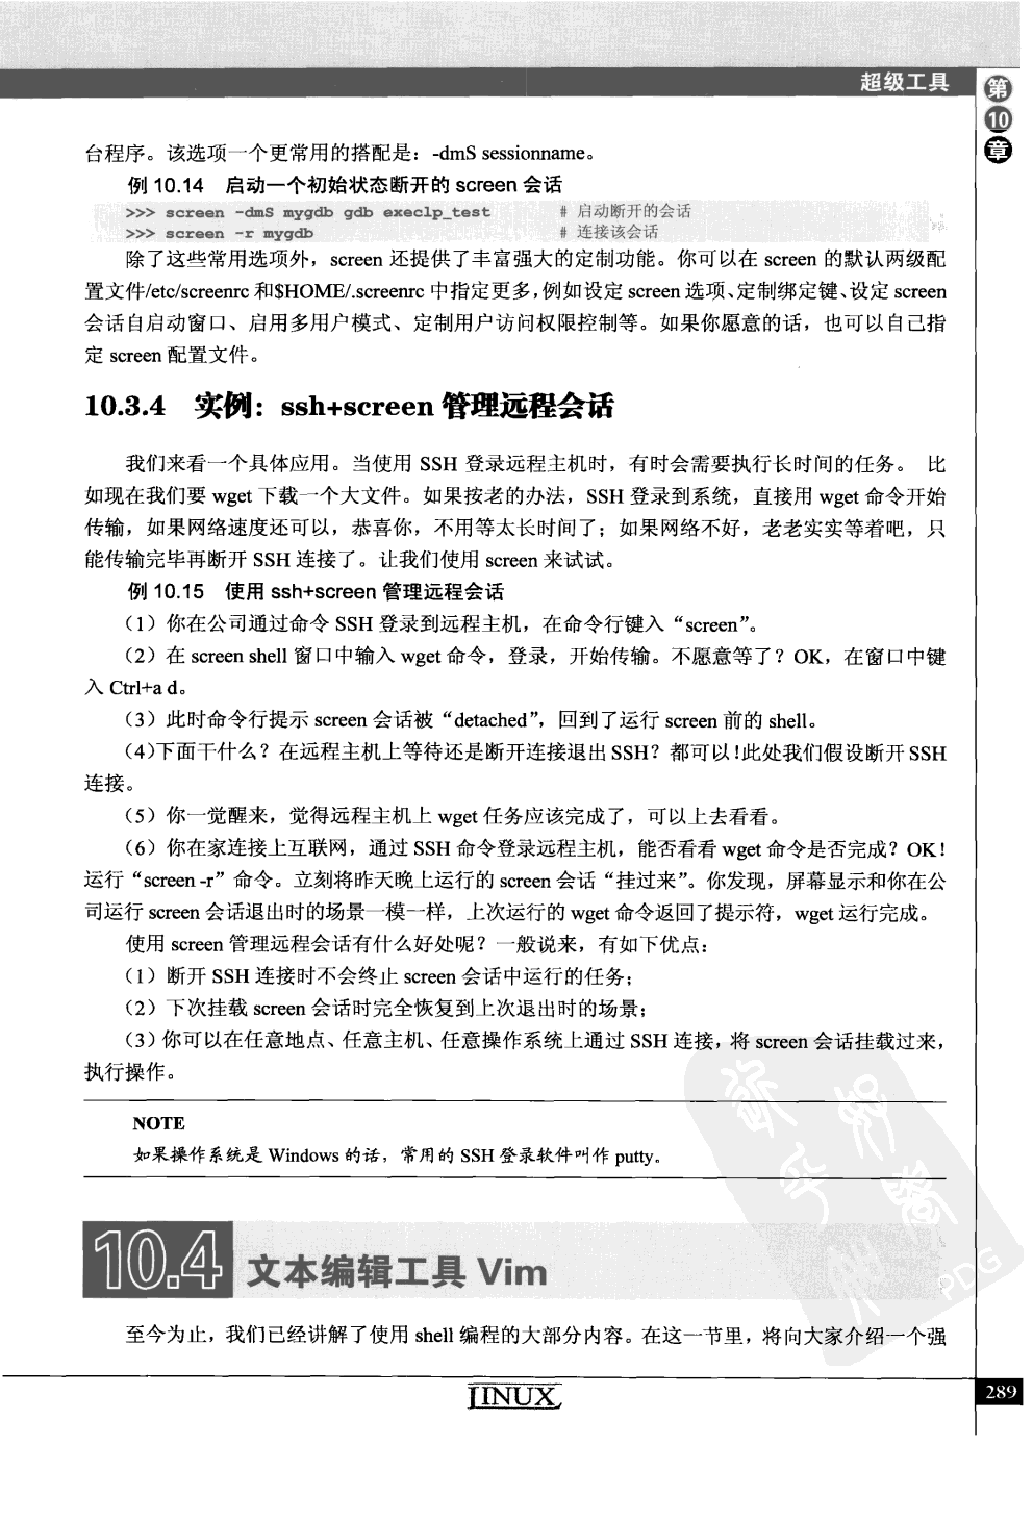 超级工具
第
10
章
台程序。该选项一个更常用的搭配是：-dmS sessionname。
例 10.14 启动一个初始状态断开的 screen 会话
>>> screen -dmS mygdb gdb execlp_test # 启动断开的会话
>>> screen -r mygdb # 连接该会话
除了这些常用选项外，screen 还提供了丰富强大的定制功能。你可以在 screen 的默认两级配
置文件/etc/screenrc 和$HOME/.screenrc 中指定更多，例如设定 screen 选项、定制绑定键、设定 screen
会话自启动窗口、启用多用户模式、定制用户访问权限控制等。如果你愿意的话，也可以自己指
定 screen 配置文件。
10.3.4 实例：ssh+screen 管理远程会话
我们来看一个具体应用。当使用 SSH 登录远程主机时，有时会需要执行长时间的任务。 比
如现在我们要 wget 下载一个大文件。如果按老的办法，SSH 登录到系统，直接用 wget 命令开始
传输，如果网络速度还可以，恭喜你，不用等太长时间了；如果网络不好，老老实实等着吧，只
能传输完毕再断开 SSH 连接了。让我们使用 screen 来试试。
例 10.15 使用 ssh+screen 管理远程会话
（1）你在公司通过命令 SSH 登录到远程主机，在命令行键入“screen”。
（2）在 screen shell 窗口中输入 wget 命令，登录，开始传输。不愿意等了？OK，在窗口中键
入 Ctrl+a d。
（3）此时命令行提示 screen 会话被“detached”，回到了运行 screen 前的 shell。
（4）下面干什么？在远程主机上等待还是断开连接退出 SSH？都可以！此处我们假设断开 SSH
连接。
（5）你一觉醒来，觉得远程主机上 wget 任务应该完成了，可以上去看看。
（6）你在家连接上互联网，通过 SSH 命令登录远程主机，能否看看 wget 命令是否完成？OK！
运行“screen -r”命令。立刻将昨天晚上运行的 screen 会话“挂过来”。你发现，屏幕显示和你在公
司运行 screen 会话退出时的场景一模一样，上次运行的 wget 命令返回了提示符，wget 运行完成。
使用 screen 管理远程会话有什么好处呢？一般说来，有如下优点：
（1）断开 SSH 连接时不会终止 screen 会话中运行的任务；
（2）下次挂载 screen 会话时完全恢复到上次退出时的场景；
（3）你可以在任意地点、任意主机、任意操作系统上通过 SSH 连接，将 screen 会话挂载过来，
执行操作。
NOTE
如果操作系统是 Windows 的话，常用的 SSH 登录软件叫作 putty。
10.4 文本编辑工具 Vim
PDG
至今为止，我们已经讲解了使用 shell 编程的大部分内容。在这一节里，将向大家介绍一个强
LINUX
289